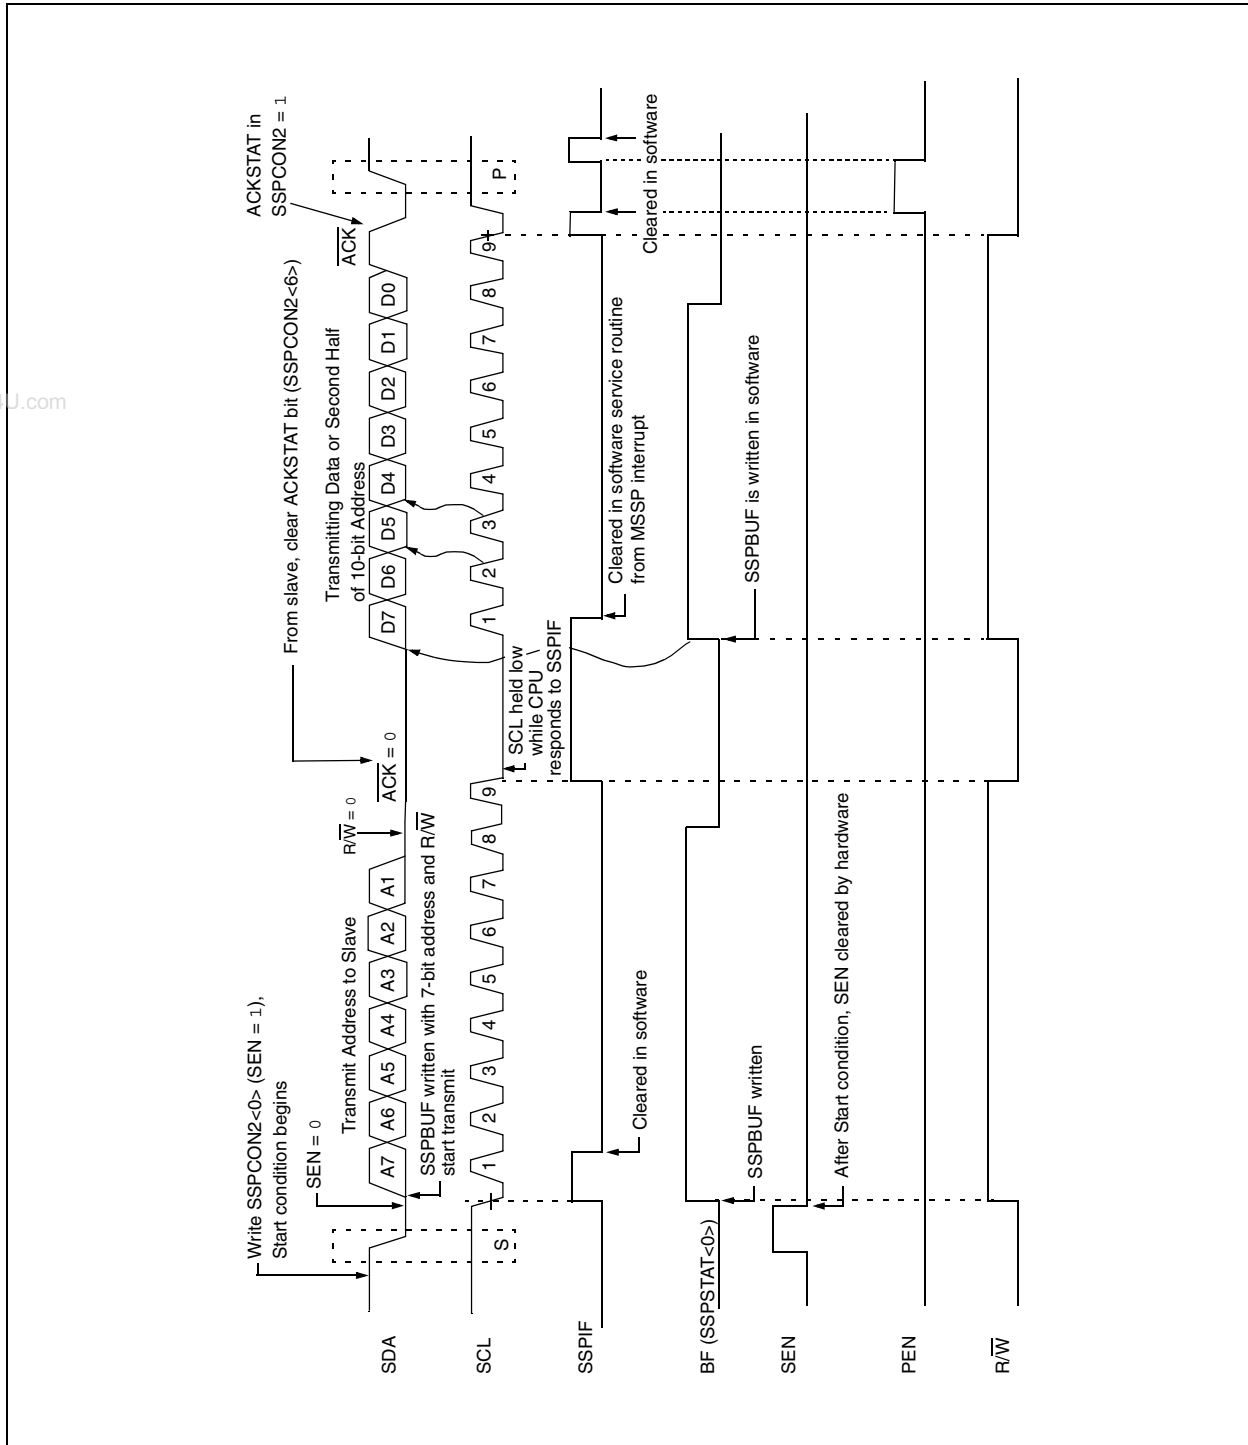 Write SSPCON2<0> (SEN = 1),
Start condition begins
SEN = 0
Transmit Address to Slave
R/W = 0
From slave, clear ACKSTAT bit (SSPCON2<6>)
ACK = 0
Transmitting Data or Second Half
of 10-bit Address
ACKSTAT in
SSPCON2 = 1
ACK
SDA
A7 A6 A5 A4 A3 A2 A1
D7 D6 D5 D4 D3 D2 D1 D0
SSPBUF written with 7-bit address and R/W
start transmit
SCL
S
1 2 3 4 5 6 7 8 9
1 2 3 4 5 6 7 8 9
P
SCL held low
while CPU
responds to SSPIF
SSPIF
Cleared in software
Cleared in software service routine
from MSSP interrupt
Cleared in software
Cleared in software
BF (SSPSTAT<0>)
SSPBUF written
SSPBUF is written in software
SEN
After Start condition, SEN cleared by hardware
PEN
R/W
4U.com